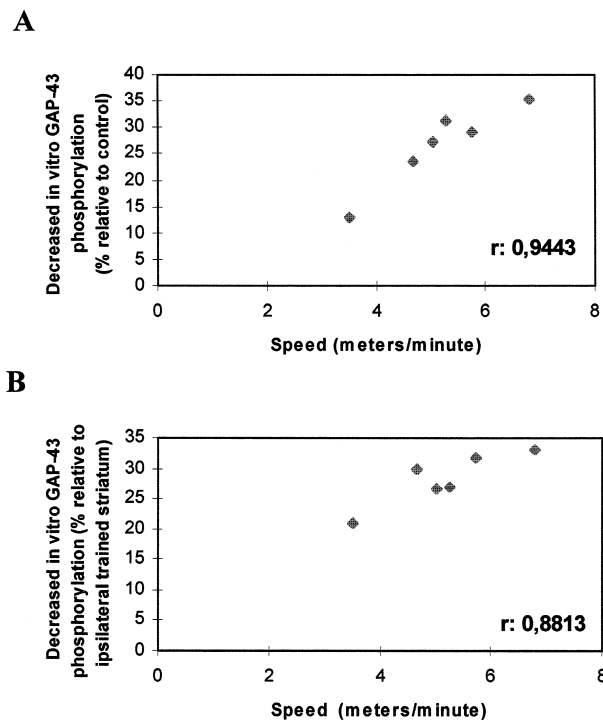 A
Decreased in vitro GAP-43
phosphorylation
(% relative to control)
40
35
30
25
20
15
10
5
0
r: 0,9443
0 2 4 6 8
Speed (meters/minute)
B
Decreased in vitro GAP-43
phosphorylation (% relative to
ipsilateral trained striatum)
35
30
25
20
15
10
5
0
r: 0,8813
0 2 4 6 8
Speed (meters/minute)